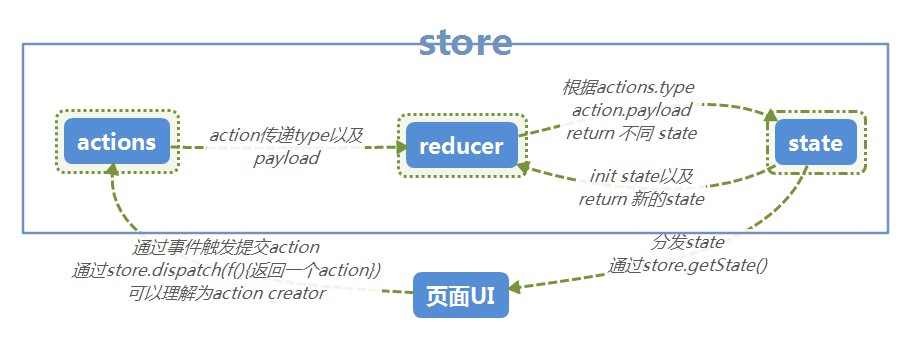 store
根据actions.type
action.payload
return 不同 state
actions
action传递type以及
payload
reducer
state
init state以及
return 新的state
通过事件触发提交action
通过store.dispatch(f(){返回一个action})
可以理解为action creator
分发state
通过store.getState()
页面UI